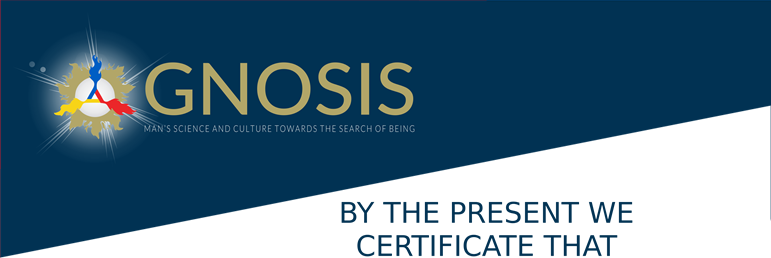 GNOSIS
MAN'S SCIENCE AND CULTURE TOWARDS THE SEARCH OF BEING
BY THE PRESENT WE
CERTIFICATE THAT